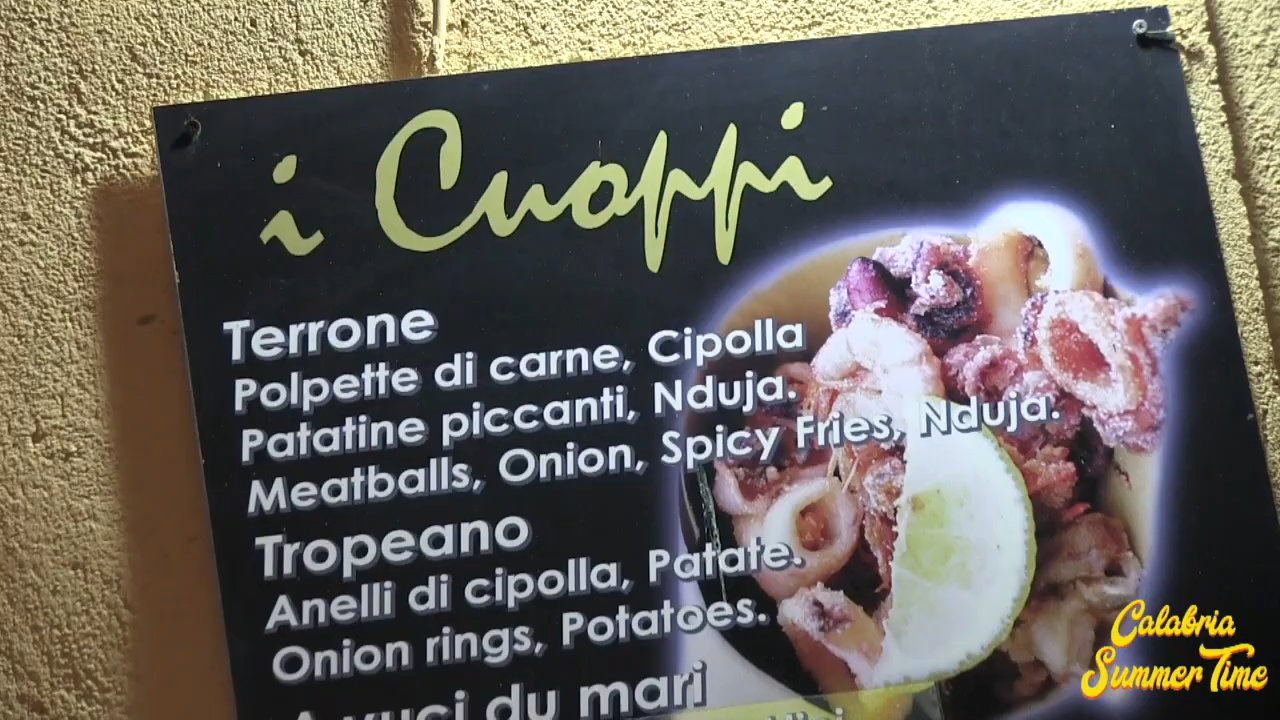 i Cuoppi
Terrone
Polpette di carne, Cipolla
Patatine piccanti, Nduja.
Meatballs, Onion, Spicy Fries, Nduja.
Tropeano
Anelli di cipolla, Patate.
Onion rings, Potatoes.
A vuci du mari
Calabria
Summer Time